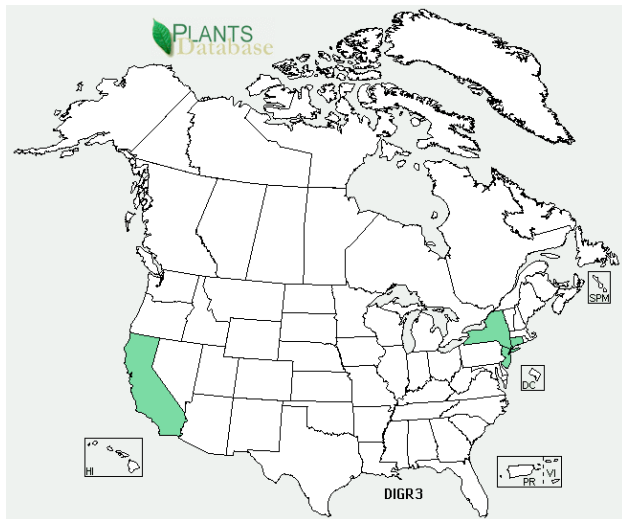 PLANTS
Database
SPM
DC
HI
PR
VI
DIGR3